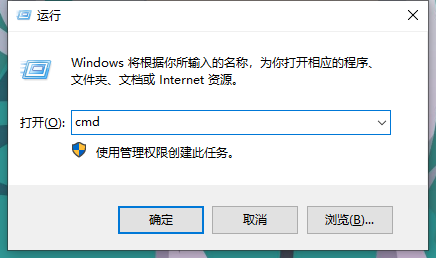 运行
Windows 将根据你所输入的名称，为你打开相应的程序、
文件夹、文档或 Internet 资源。
打开(O): cmd
使用管理权限创建此任务。
确定 取消 浏览(B)...